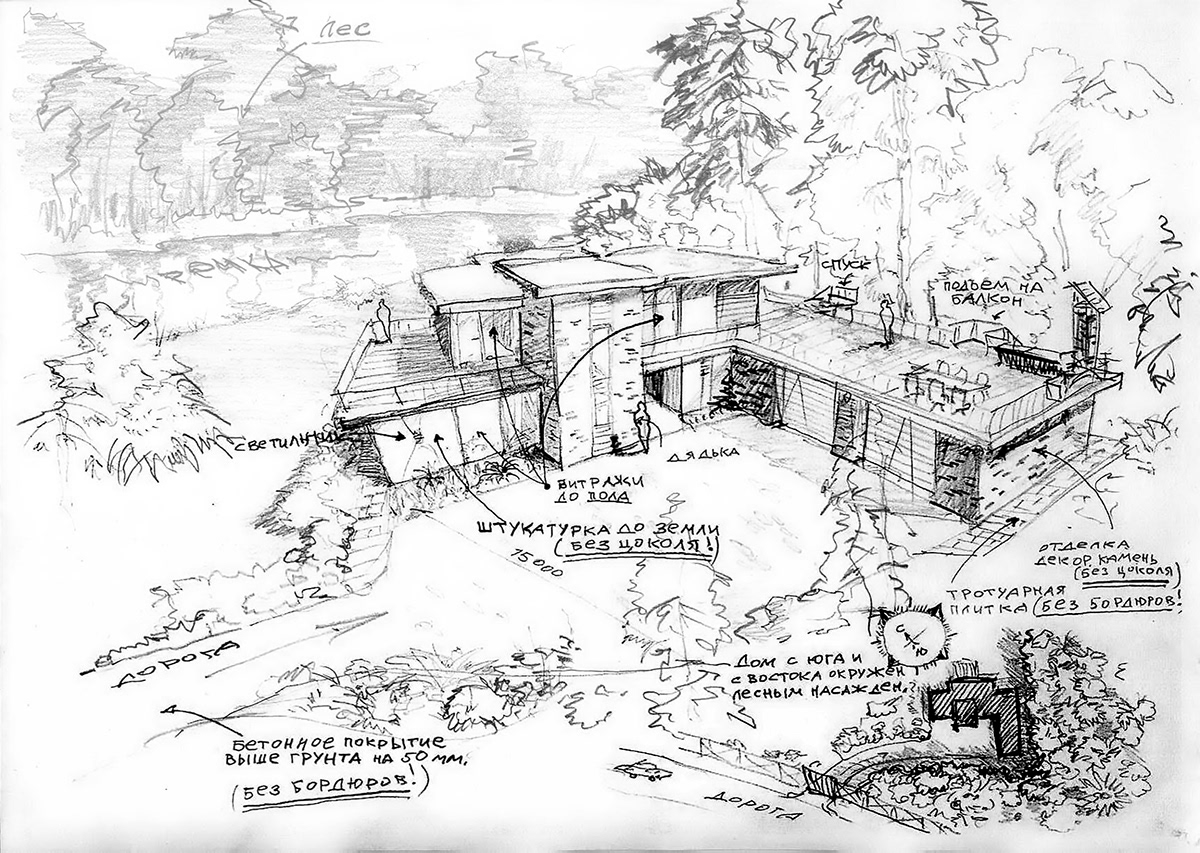 ЛЕС
ЗЕМКА
СПУСК
ПОДЪЕМ НА
БАЛКОН
СВЕТИЛЬНИК
ДЯДЬКА
ВИТРАЖИ
ДО ПОЛА
ШТУКАТУРКА ДО ЗЕМЛИ
(БЕЗ ЦОКОЛЯ!)
15000
ОТДЕЛКА
ДЕКОР. КАМЕНЬ
(БЕЗ ЦОКОЛЯ)
ТРОТУАРНАЯ
ПЛИТКА (БЕЗ БОРДЮРОВ!
С
Ю
ДОРОГА
ДОМ С ЮГА И
С ВОСТОКА ОКРУЖЕН
ЛЕСНЫМ НАСАЖДЕН.
БЕТОННОЕ ПОКРЫТИЕ
ВЫШЕ ГРУНТА НА 50 ММ.
(БЕЗ БОРДЮРОВ!)
ДОРОГА